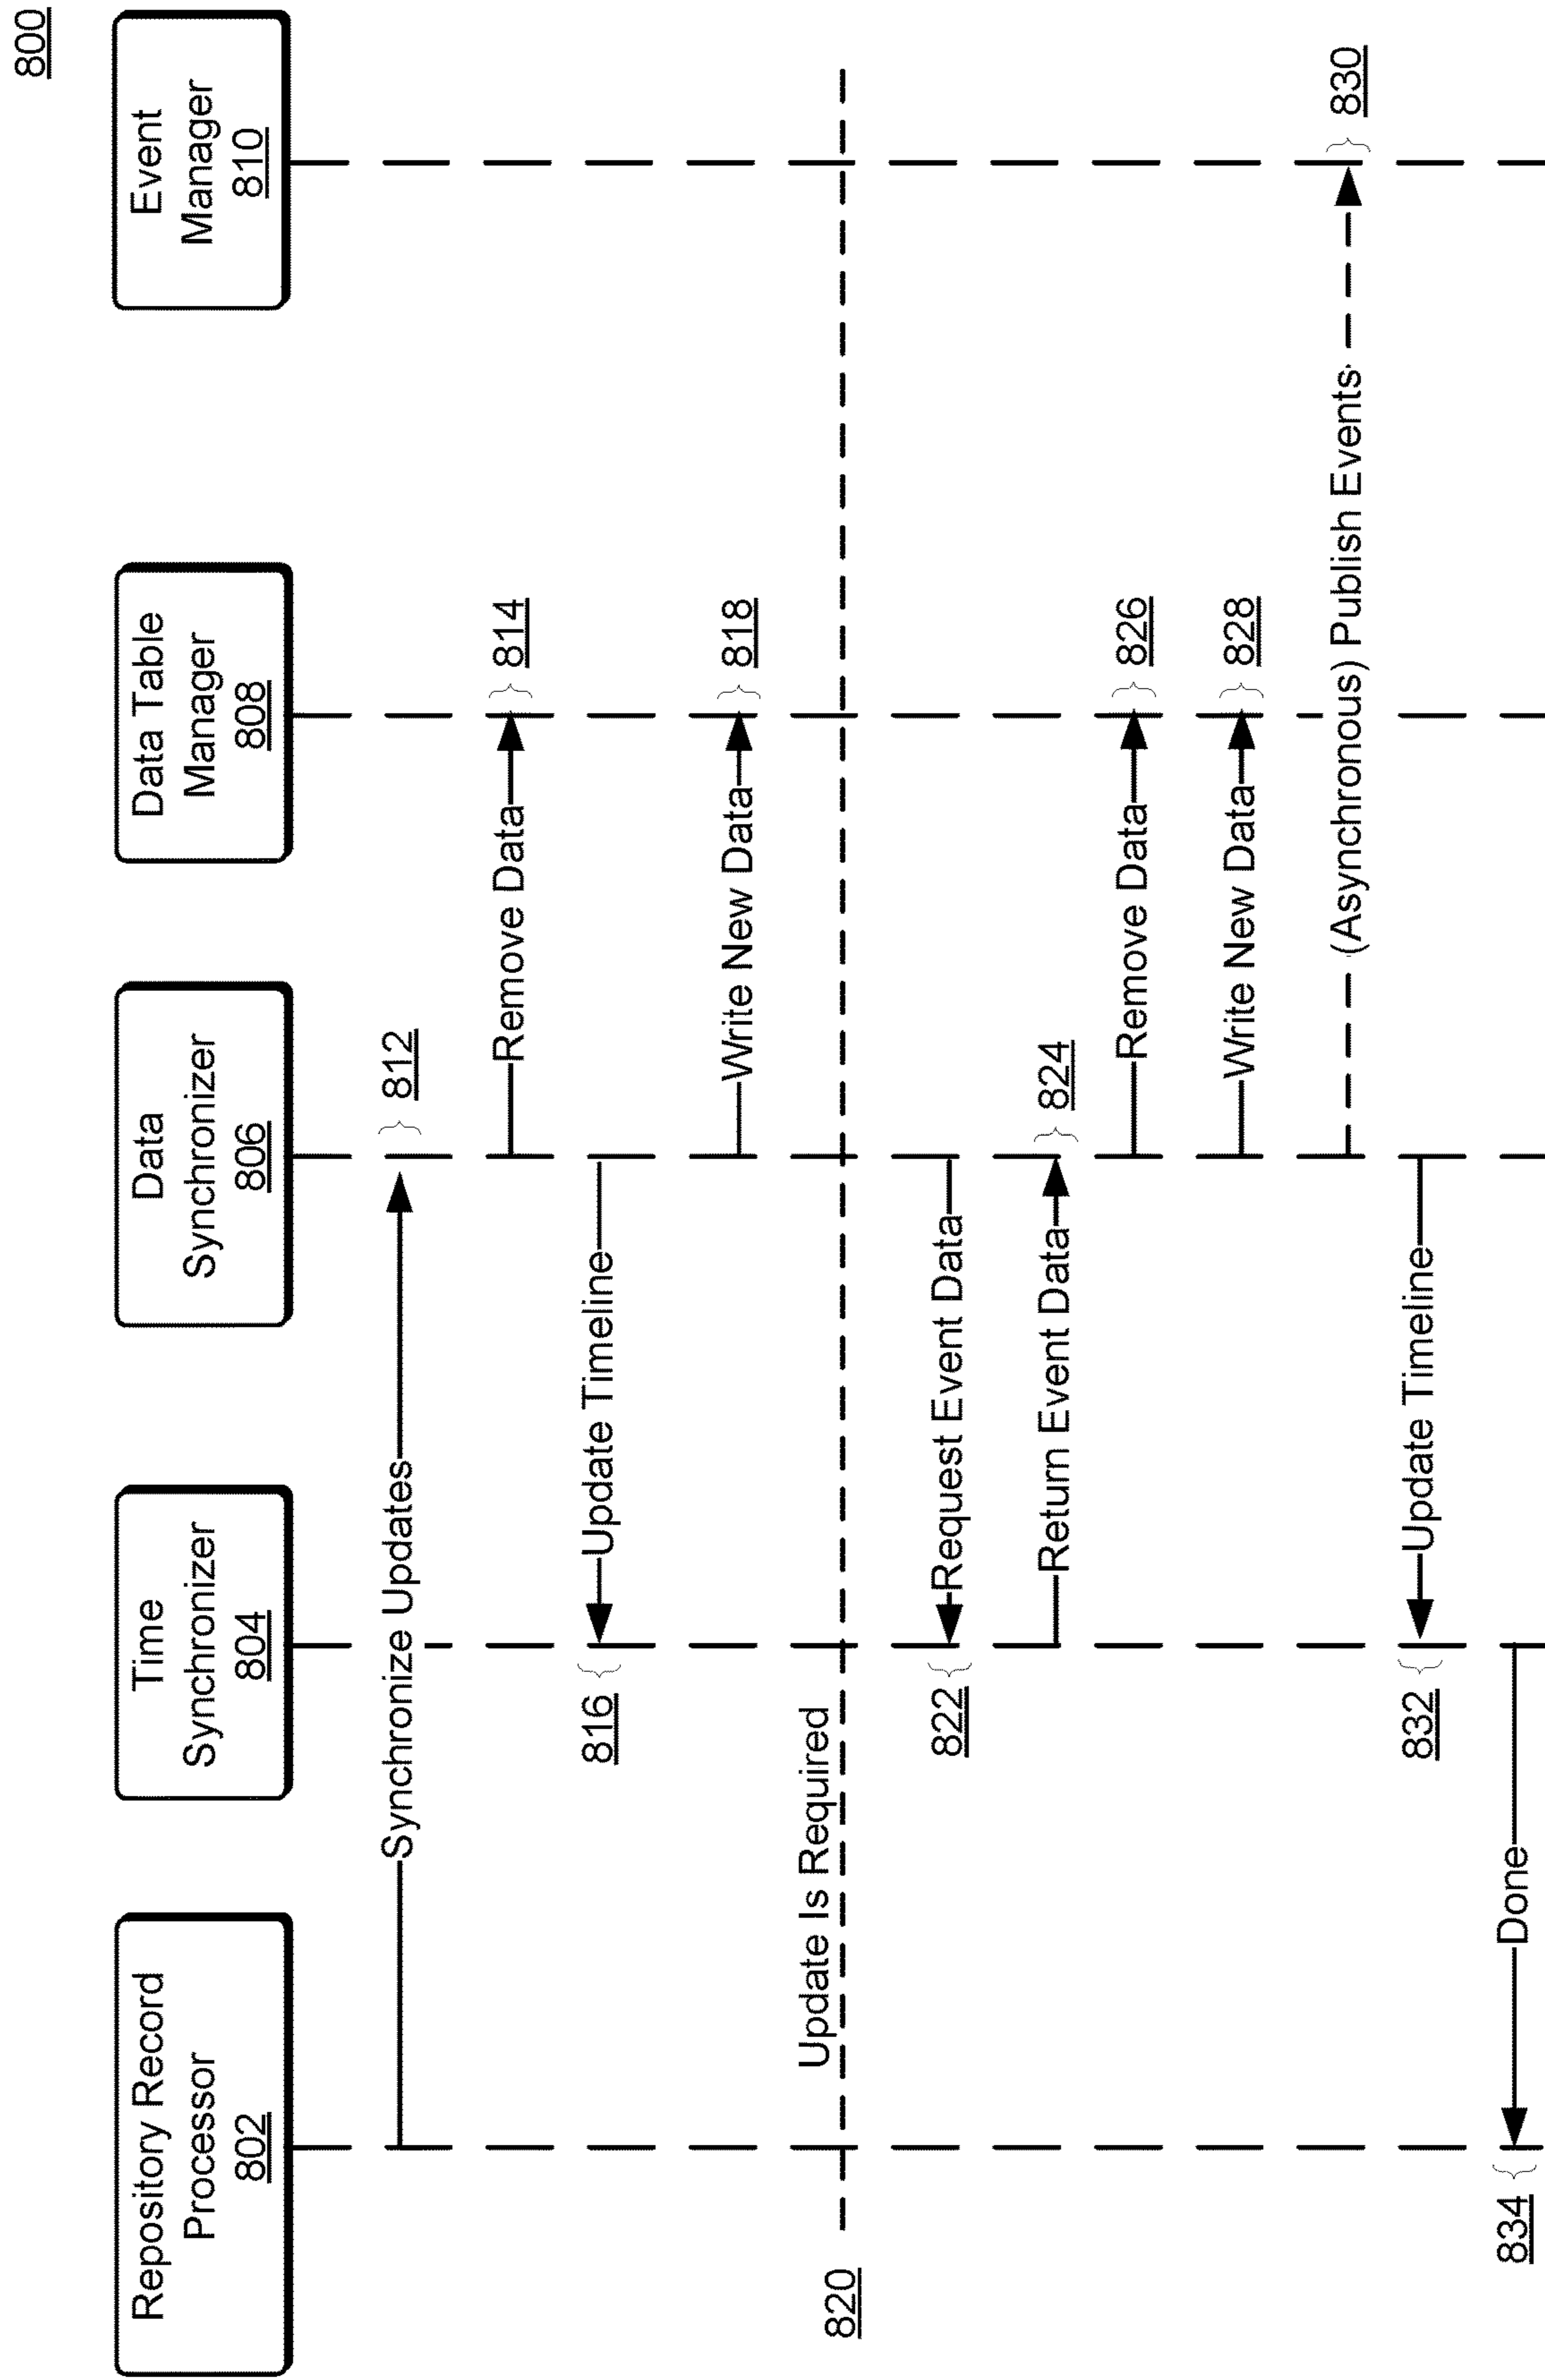 800
Repository Record
Processor
802
Time
Synchronizer
804
Data
Synchronizer
806
Data Table
Manager
808
Event
Manager
810
Synchronize Updates
812
Remove Data
814
Update Timeline
816
Write New Data
818
Update Is Required
820
Request Event Data
822
Return Event Data
824
Remove Data
826
Write New Data
828
(Asynchronous) Publish Events
830
Update Timeline
832
Done
834